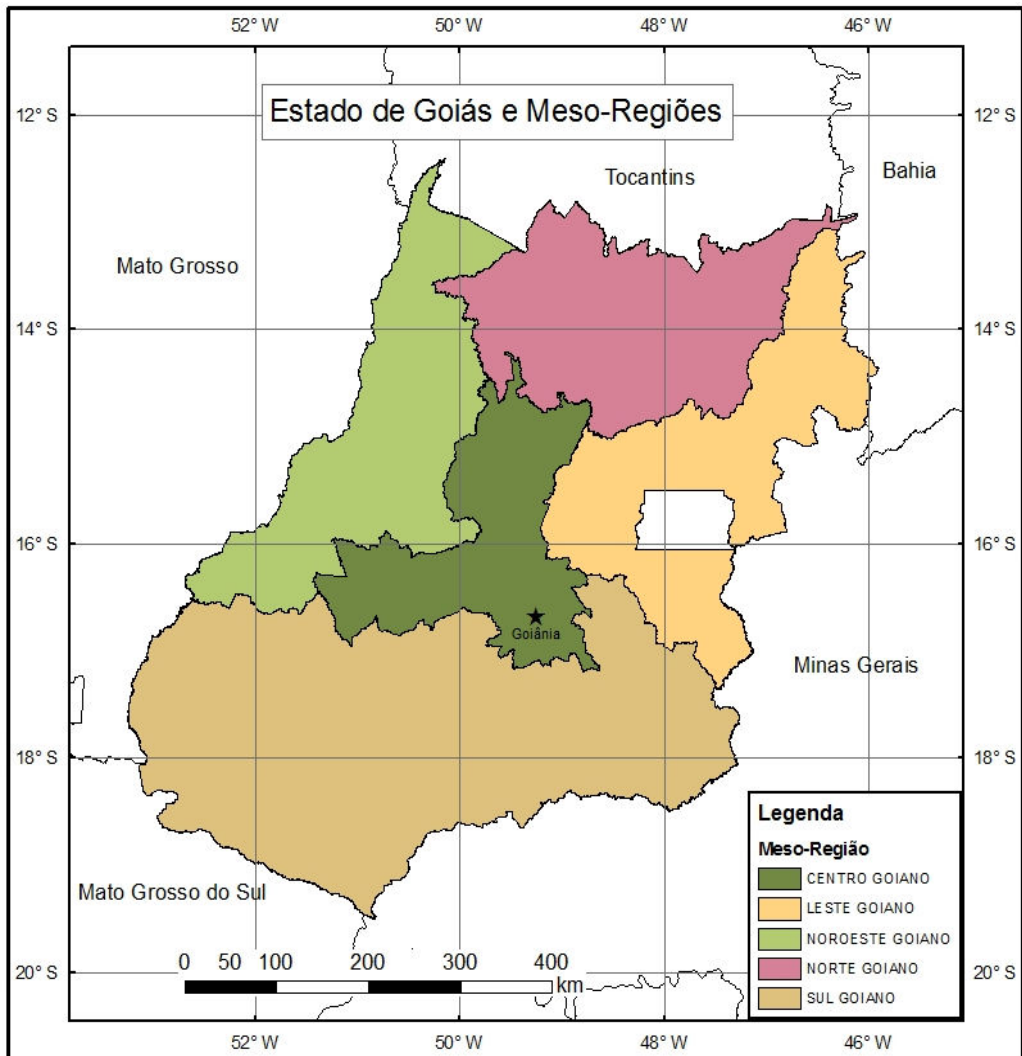 52° W 50° W 48° W 46° W
Estado de Goiás e Meso-Regiões
12° S 12° S
Tocantins
Bahia
Mato Grosso
14° S 14° S
16° S 16° S
Goiânia
Minas Gerais
18° S 18° S
Legenda
Meso-Região
CENTRO GOIANO
LESTE GOIANO
NOROESTE GOIANO
NORTE GOIANO
SUL GOIANO
Mato Grosso do Sul
0 50 100 200 300 400
km
20° S 20° S
52° W 50° W 48° W 46° W